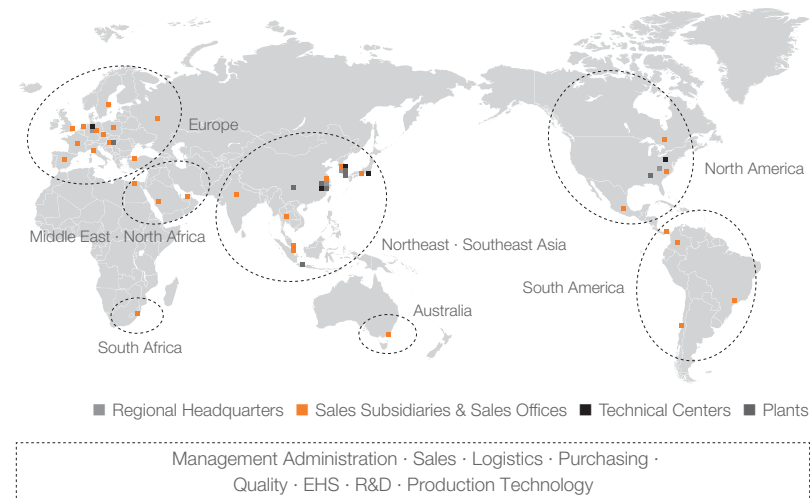 Europe
North America
Middle East · North Africa
Northeast · Southeast Asia
South America
Australia
South Africa
Regional Headquarters Sales Subsidiaries & Sales Offices Technical Centers Plants
Management Administration · Sales · Logistics · Purchasing ·
Quality · EHS · R&D · Production Technology